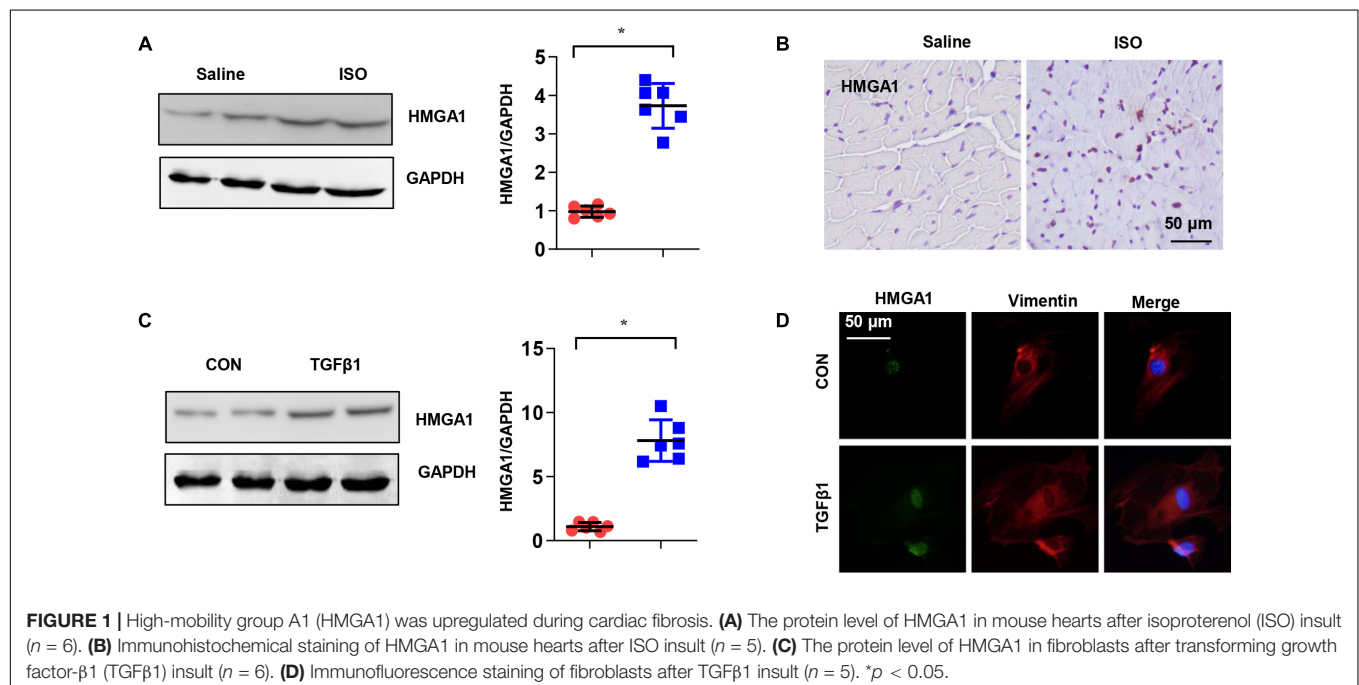 A
Saline ISO
HMGA1
GAPDH
*
HMGA1/GAPDH
5
4
3
2
1
0
B
Saline ISO
HMGA1
50 μm
C
CON TGFβ1
HMGA1
GAPDH
*
HMGA1/GAPDH
15
10
5
0
D
HMGA1 Vimentin Merge
50 μm
CON
TGFβ1
FIGURE 1 | High-mobility group A1 (HMGA1) was upregulated during cardiac fibrosis. (A) The protein level of HMGA1 in mouse hearts after isoproterenol (ISO) insult
(n = 6). (B) Immunohistochemical staining of HMGA1 in mouse hearts after ISO insult (n = 5). (C) The protein level of HMGA1 in fibroblasts after transforming growth
factor-β1 (TGFβ1) insult (n = 6). (D) Immunofluorescence staining of fibroblasts after TGFβ1 insult (n = 5). *p < 0.05.